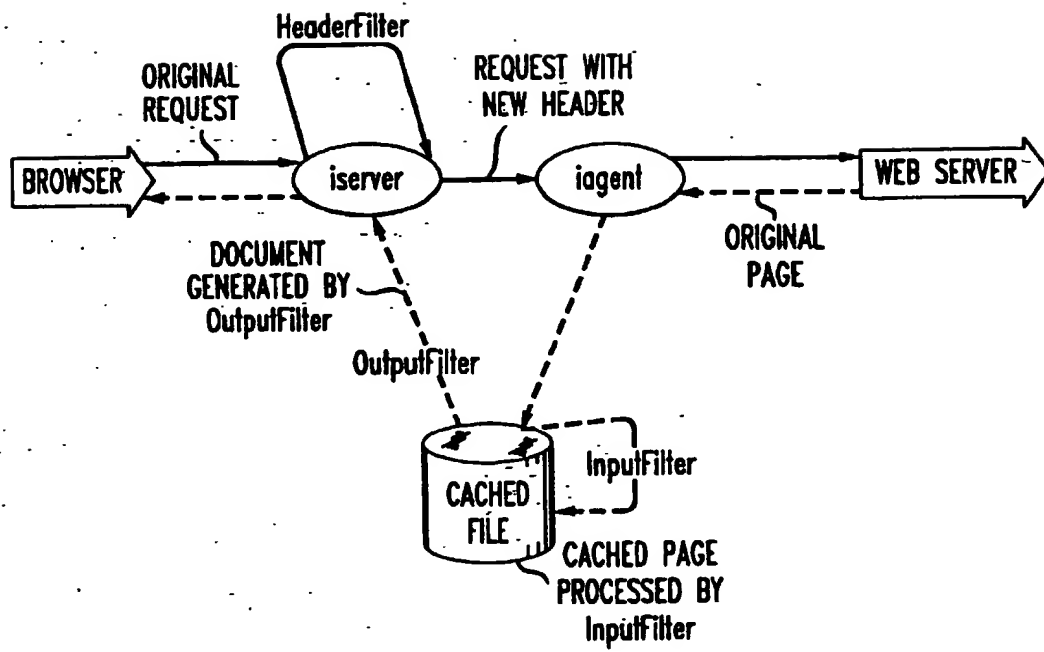 HeaderFilter
ORIGINAL
REQUEST
REQUEST WITH
NEW HEADER
BROWSER
iserver
iagent
WEB SERVER
ORIGINAL
PAGE
DOCUMENT
GENERATED BY
OutputFilter
OutputFilter
InputFilter
CACHED
FILE
CACHED PAGE
PROCESSED BY
InputFilter